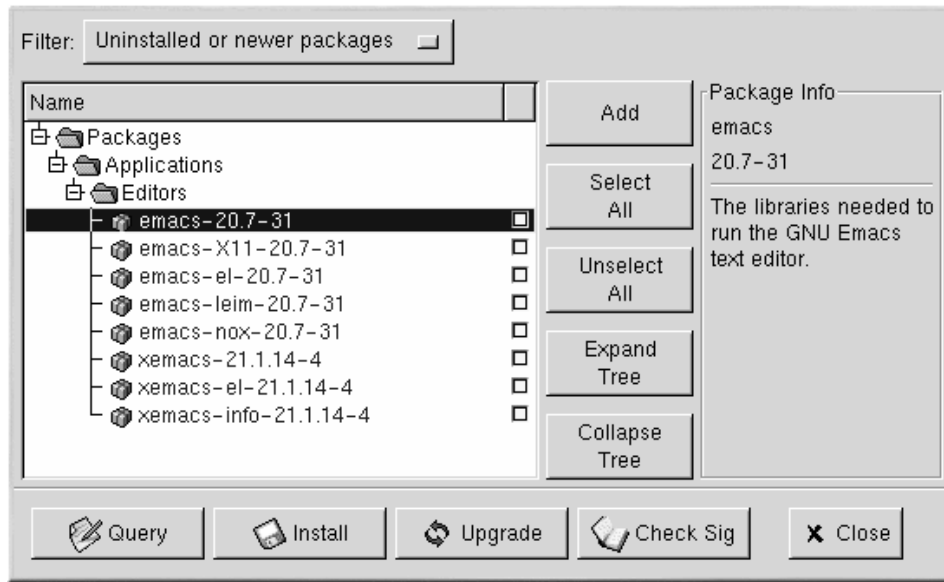 Filter: Uninstalled or newer packages
Name
Packages
Applications
Editors
emacs-20.7-31
emacs-X11-20.7-31
emacs-el-20.7-31
emacs-leim-20.7-31
emacs-nox-20.7-31
xemacs-21.1.14-4
xemacs-el-21.1.14-4
xemacs-info-21.1.14-4
Add
Select
All
Unselect
All
Expand
Tree
Collapse
Tree
Package Info
emacs
20.7-31
The libraries needed to
run the GNU Emacs
text editor.
Query
Install
Upgrade
Check Sig
Close